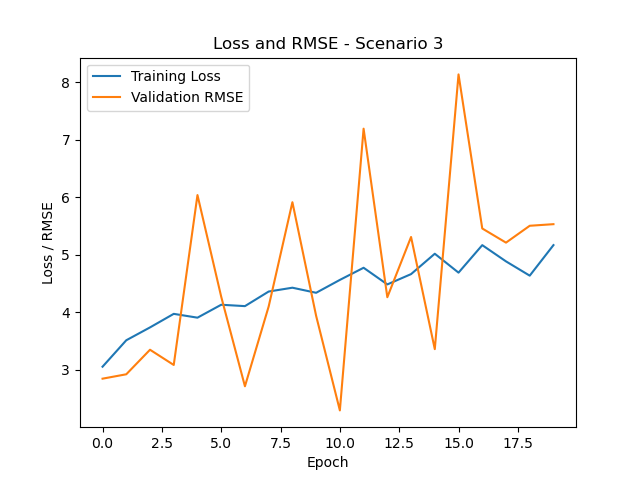 Loss and RMSE - Scenario 3
Training Loss
Validation RMSE
8
7
6
5
4
3
Loss / RMSE
0.0 2.5 5.0 7.5 10.0 12.5 15.0 17.5
Epoch